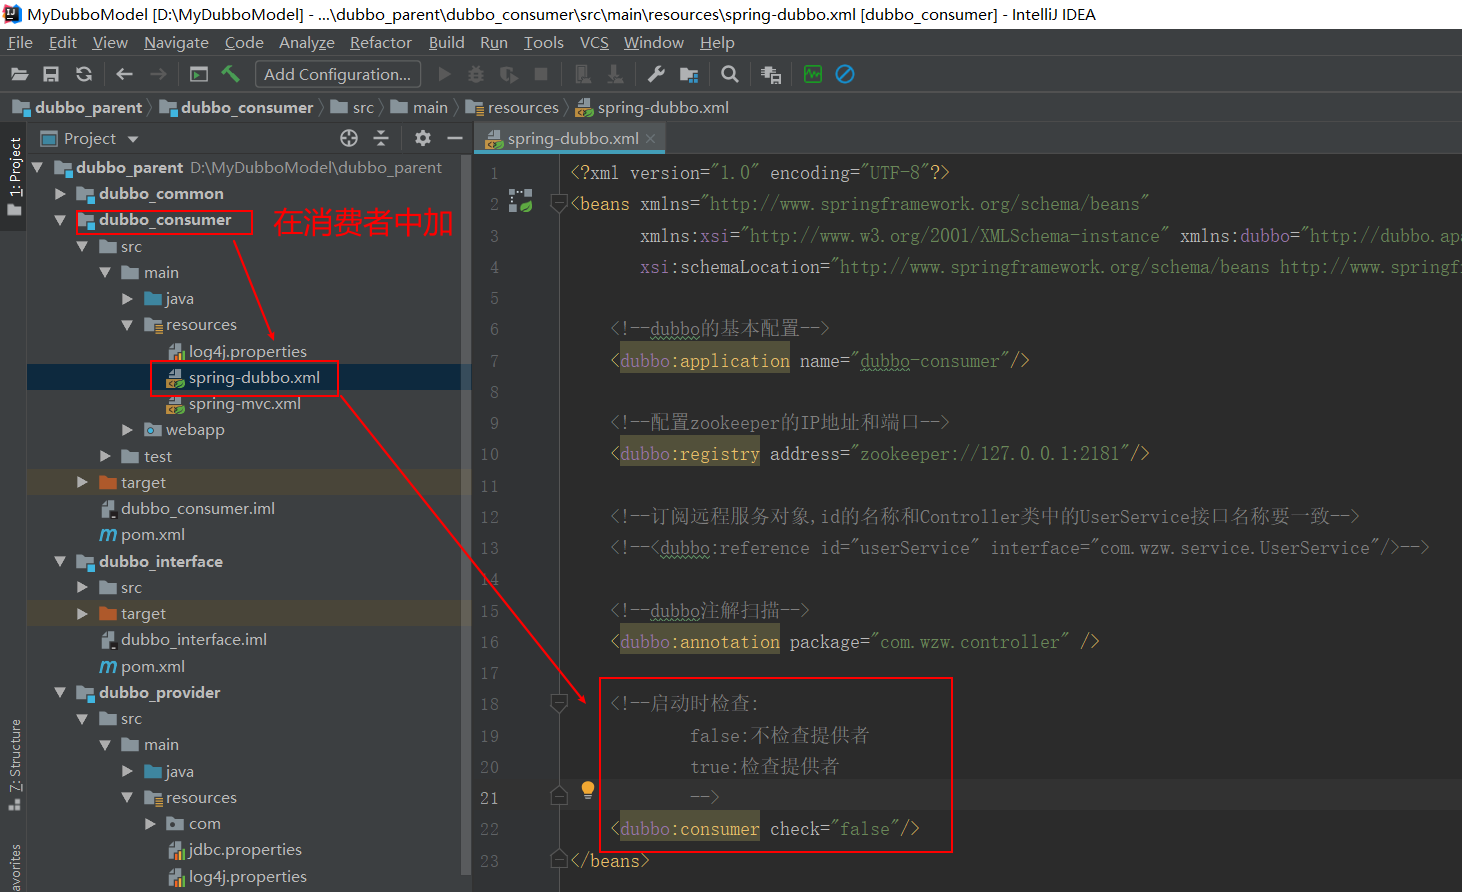 MyDubboModel [D:\MyDubboModel] - ...\dubbo_parent\dubbo_consumer\src\main\resources\spring-dubbo.xml [dubbo_consumer] - IntelliJ IDEA
File Edit View Navigate Code Analyze Refactor Build Run Tools VCS Window Help
Add Configuration...
dubbo_parent dubbo_consumer src main resources spring-dubbo.xml
1: Project
Project
dubbo_parent D:\MyDubboModel\dubbo_parent
dubbo_common
dubbo_consumer
在消费者中加
src
main
java
resources
log4j.properties
spring-dubbo.xml
spring-mvc.xml
webapp
test
target
dubbo_consumer.iml
pom.xml
dubbo_interface
src
target
dubbo_interface.iml
pom.xml
dubbo_provider
src
main
java
resources
com
jdbc.properties
log4j.properties
7: Structure
avorites
spring-dubbo.xml
1 <?xml version="1.0" encoding="UTF-8"?>
2 <beans xmlns="http://www.springframework.org/schema/beans"
3 xmlns:xsi="http://www.w3.org/2001/XMLSchema-instance" xmlns:dubbo="http://dubbo.apa
4 xsi:schemaLocation="http://www.springframework.org/schema/beans http://www.springf
5
6 <!--dubbo的基本配置-->
7 <dubbo:application name="dubbo-consumer"/>
8
9 <!--配置zookeeper的IP地址和端口-->
10 <dubbo:registry address="zookeeper://127.0.0.1:2181"/>
11
12 <!--订阅远程服务对象,id的名称和Controller类中的UserService接口名称要一致-->
13 <!--<dubbo:reference id="userService" interface="com.wzw.service.UserService"/>-->
14
15 <!--dubbo注解扫描-->
16 <dubbo:annotation package="com.wzw.controller" />
17
18 <!--启动时检查:
19 false:不检查提供者
20 true:检查提供者
21 -->
22 <dubbo:consumer check="false"/>
23 </beans>